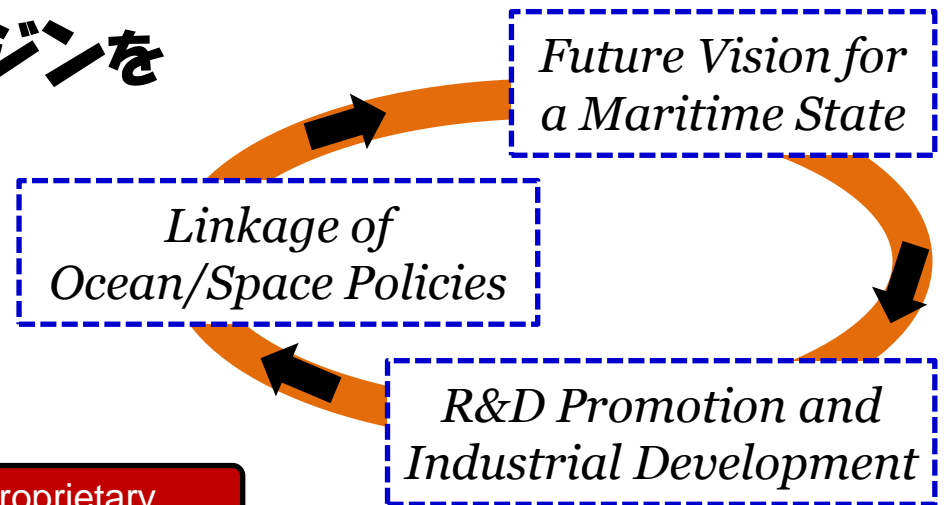 ジンを
Future Vision for
a Maritime State
Linkage of
Ocean/Space Policies
R&D Promotion and
Industrial Development
roprietary